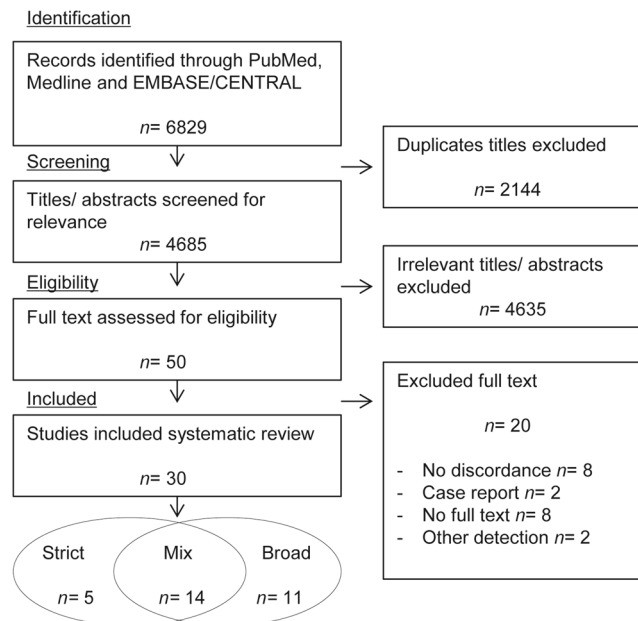 Identification
Records identified through PubMed,
Medline and EMBASE/CENTRAL
n= 6829
Screening
Duplicates titles excluded
n= 2144
Titles/ abstracts screened for
relevance
n= 4685
Eligibility
Irrelevant titles/ abstracts
excluded
n= 4635
Full text assessed for eligibility
n= 50
Included
Excluded full text
n= 20
- No discordance n= 8
- Case report n= 2
- No full text n= 8
- Other detection n= 2
Studies included systematic review
n= 30
Strict Mix Broad
n= 5 n= 14 n= 11